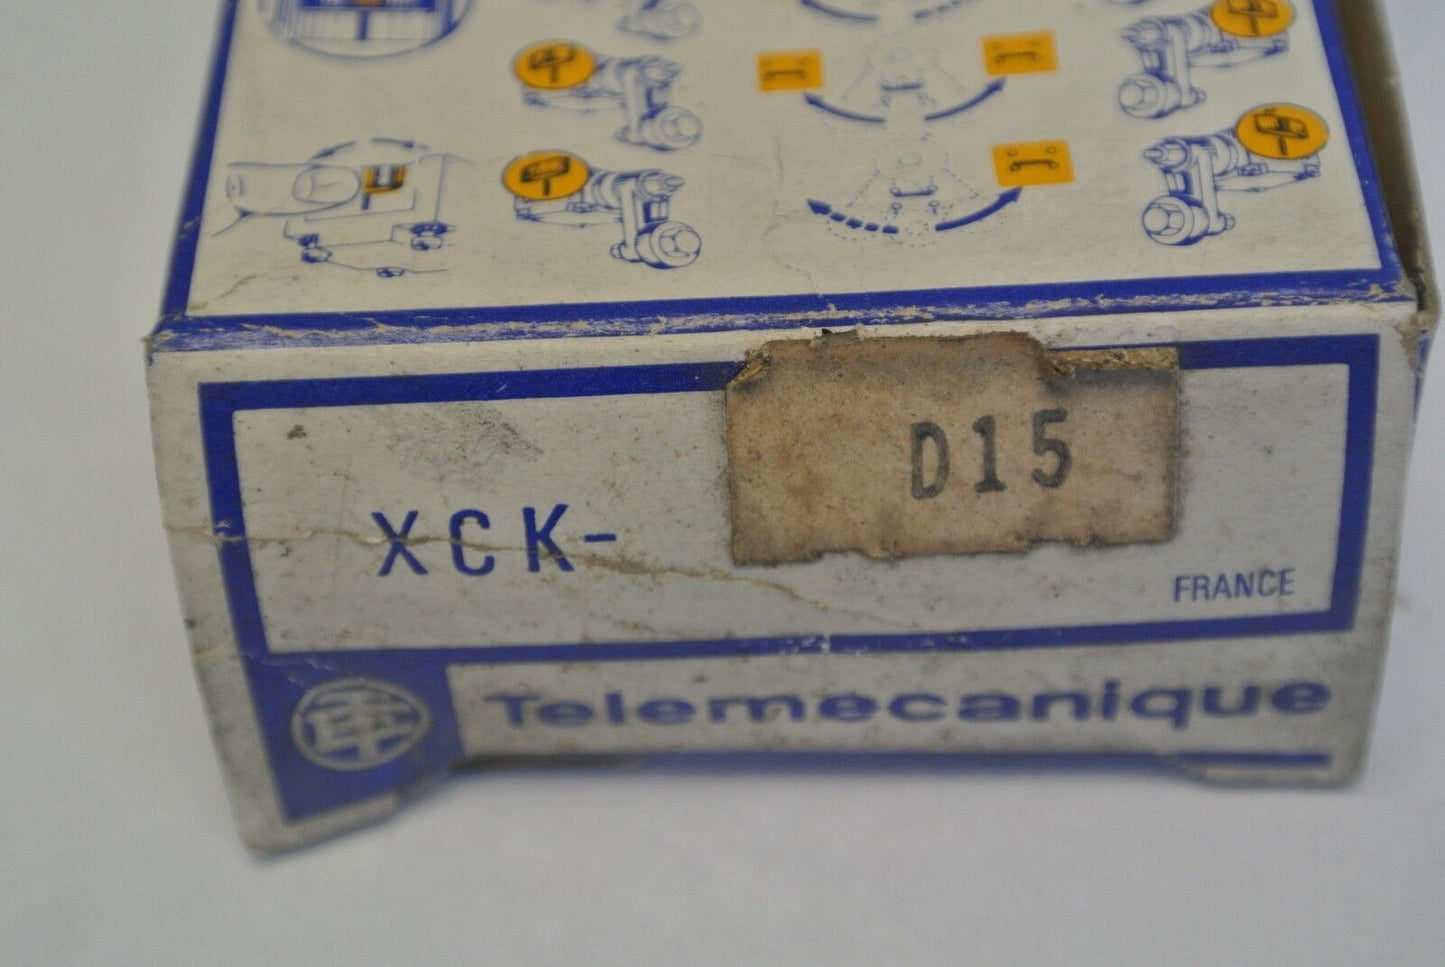 D15
XCK-
FRANCE
Telemecanique